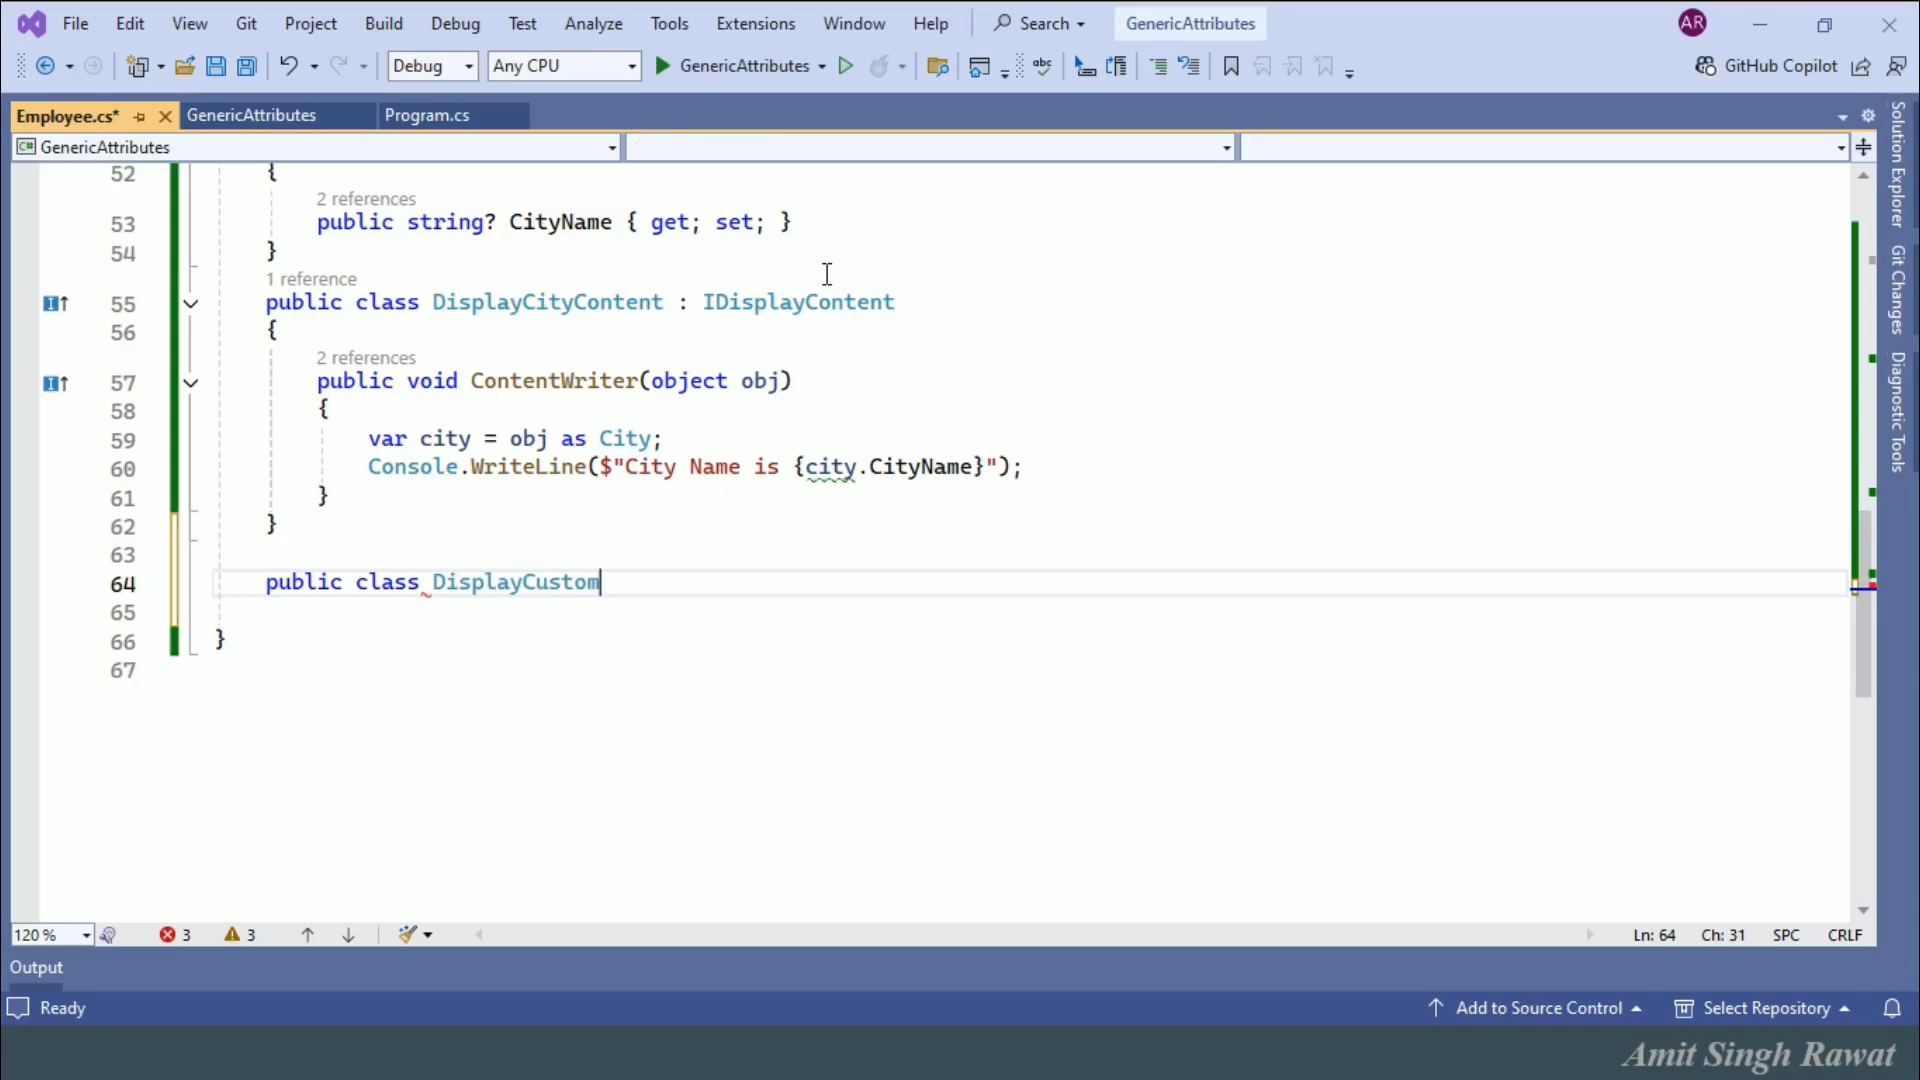 File Edit View Git Project Build Debug Test Analyze Tools Extensions Window Help Search GenericAttributes AR
Debug Any CPU GenericAttributes abc GitHub Copilot
Employee.cs* GenericAttributes Program.cs
C# GenericAttributes
52 {
2 references
53 public string? CityName { get; set; }
54 }
1 reference
55 public class DisplayCityContent : IDisplayContent
56 {
2 references
57 public void ContentWriter(object obj)
58 {
59 var city = obj as City;
60 Console.WriteLine($"City Name is {city.CityName}");
61 }
62 }
63
64 public class DisplayCustom
65
66 }
67
120 % 3 3 Ln: 64 Ch: 31 SPC CRLF
Output
Ready Add to Source Control Select Repository
Solution Explorer
Git Changes
Diagnostic Tools
Amit Singh Rawat